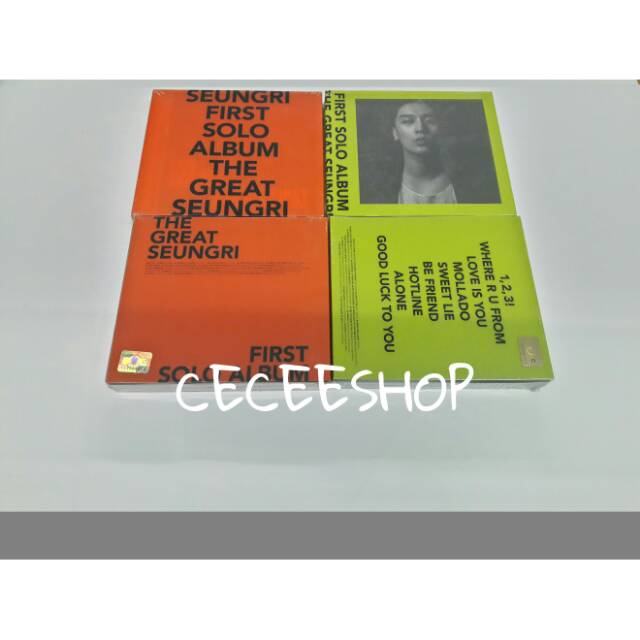 SEUNGRI
FIRST
SOLO
ALBUM
THE
GREAT
SEUNGRI
FIRST SOLO ALBUM
THE GREAT SEUNGRI
THE
GREAT
SEUNGRI
FIRST
SOLO ALBUM
1, 2, 3!
WHERE R U FROM
LOVE IS YOU
MOLLADO
SWEET LIE
BE FRIEND
HOTLINE
ALONE
GOOD LUCK TO YOU
CECEESHOP